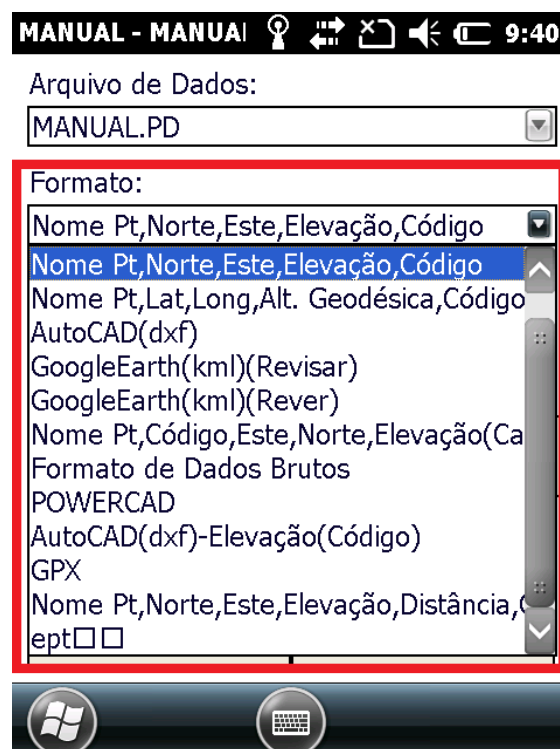 MANUAL - MANUAI 9:40
Arquivo de Dados:
MANUAL.PD
Formato:
Nome Pt,Norte,Este,Elevação,Código
Nome Pt,Norte,Este,Elevação,Código
Nome Pt,Lat,Long,Alt. Geodésica,Código
AutoCAD(dxf)
GoogleEarth(kml)(Revisar)
GoogleEarth(kml)(Rever)
Nome Pt,Código,Este,Norte,Elevação(Ca
Formato de Dados Brutos
POWERCAD
AutoCAD(dxf)-Elevação(Código)
GPX
Nome Pt,Norte,Este,Elevação,Distância,
ept□□